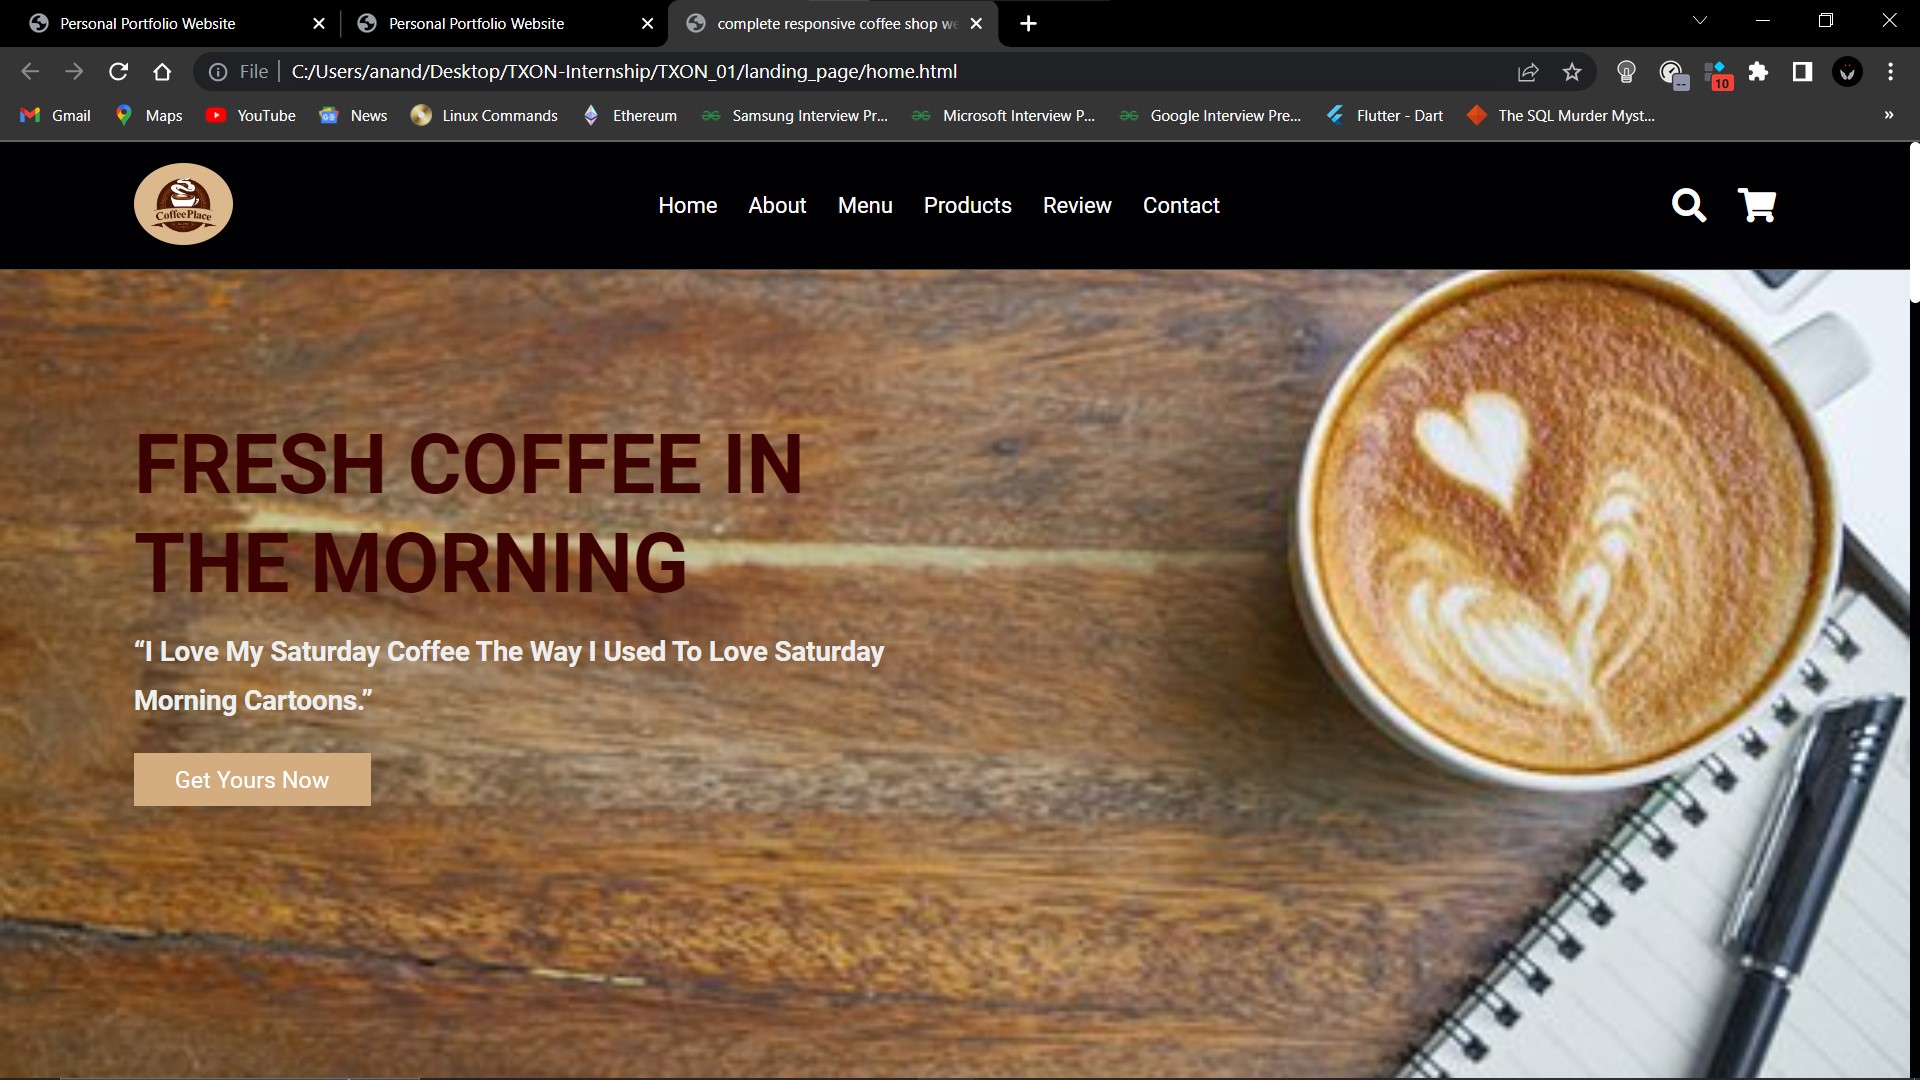 Personal Portfolio Website
Personal Portfolio Website
complete responsive coffee shop we
File
C:/Users/anand/Desktop/TXON-Internship/TXON_01/landing_page/home.html
10
Gmail
Maps
YouTube
News
Linux Commands
Ethereum
Samsung Interview Pr...
Microsoft Interview P...
Google Interview Pre...
Flutter - Dart
The SQL Murder Myst...
»
CoffeePlace
Home
About
Menu
Products
Review
Contact
FRESH COFFEE IN
THE MORNING
“I Love My Saturday Coffee The Way I Used To Love Saturday
Morning Cartoons.”
Get Yours Now